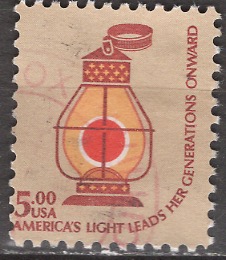 5.00
USA
AMERICA'S LIGHT LEADS HER GENERATIONS ONWARD